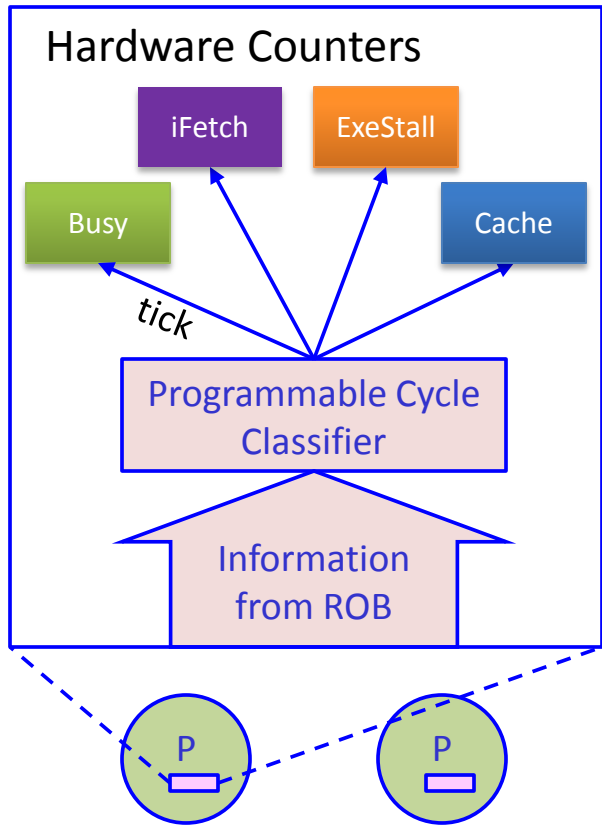 Hardware Counters
iFetch
ExeStall
Busy
Cache
tick
Programmable Cycle
Classifier
Information
from ROB
P
P